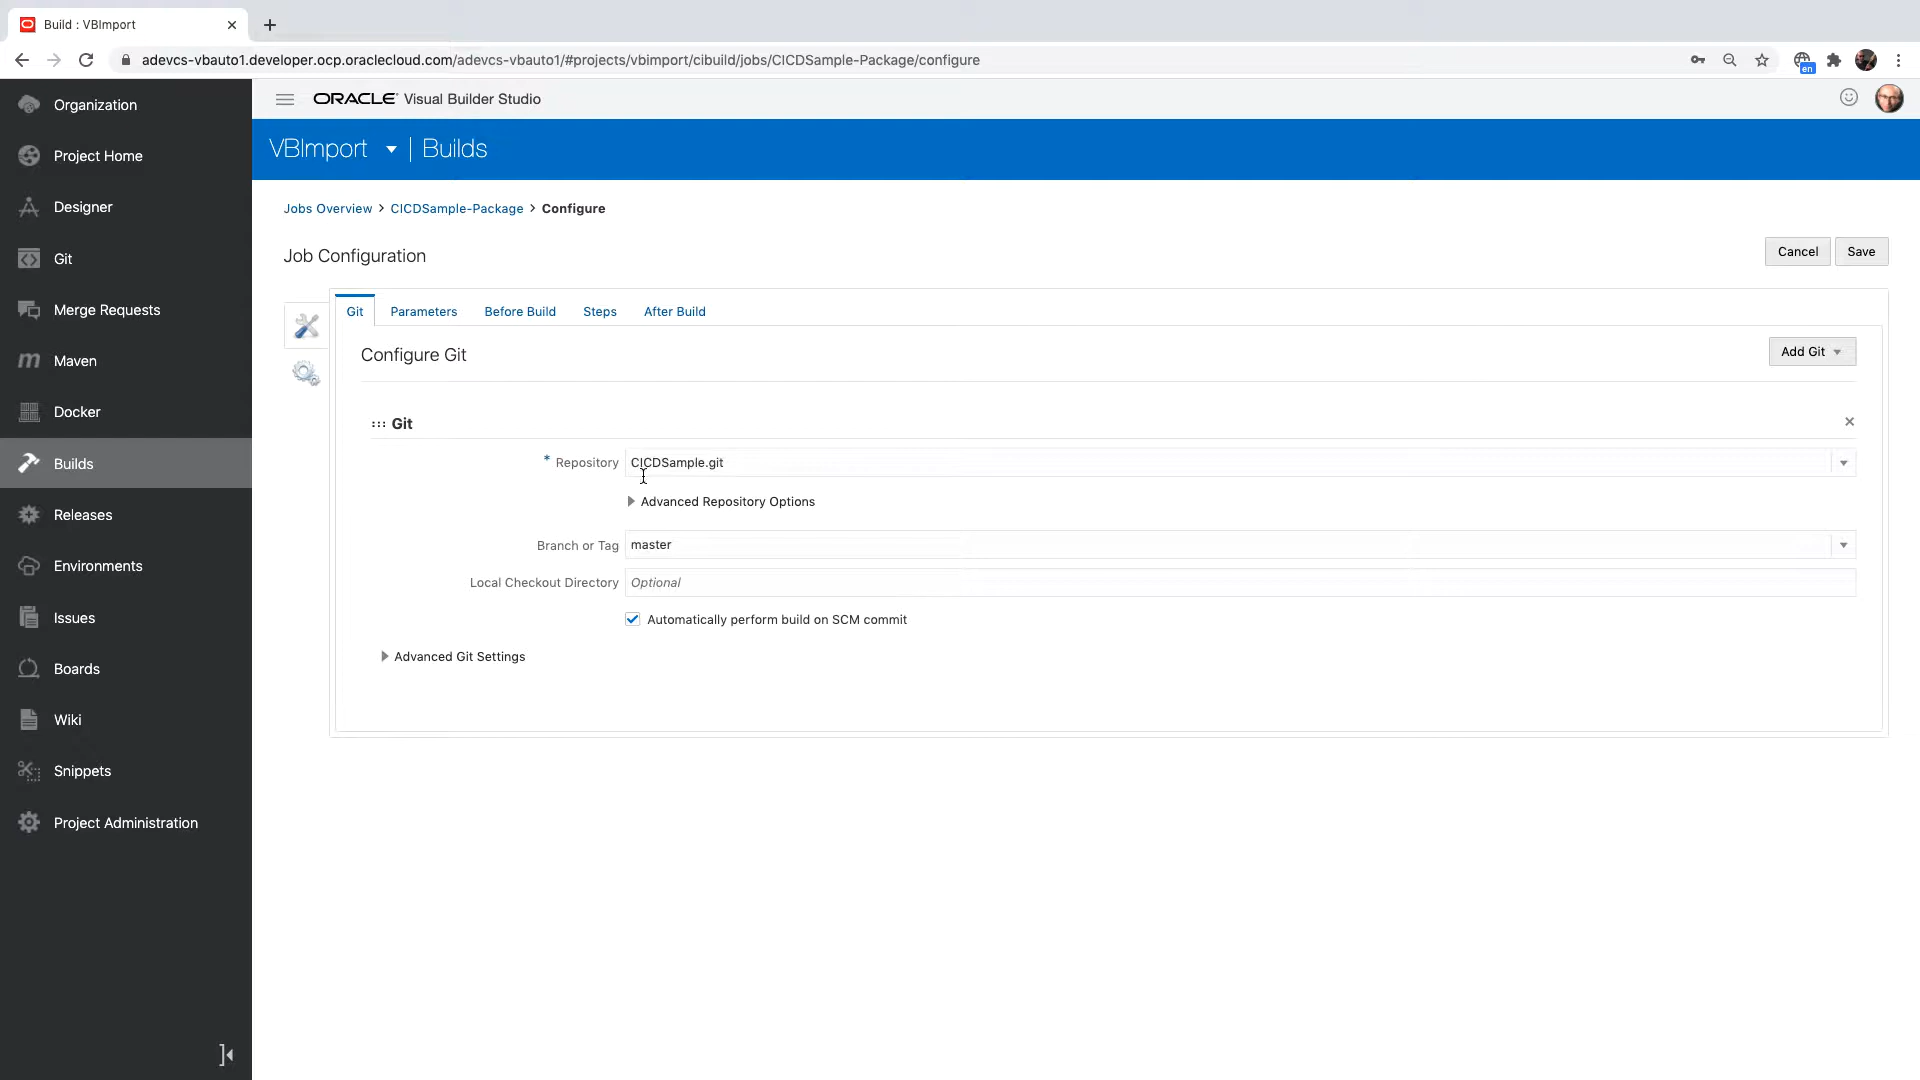 Build : VBImport
adevcs-vbauto1.developer.ocp.oraclecloud.com/adevcs-vbauto1/#projects/vbimport/cibuild/jobs/CICDSample-Package/configure
en
Organization
Project Home
Designer
Git
Merge Requests
Maven
Docker
Builds
Releases
Environments
Issues
Boards
Wiki
Snippets
Project Administration
ORACLE® Visual Builder Studio
VBImport | Builds
Jobs Overview > CICDSample-Package > Configure
Job Configuration
Cancel Save
Git Parameters Before Build Steps After Build
Configure Git
Add Git
Git
* Repository CICDSample.git
Advanced Repository Options
Branch or Tag master
Local Checkout Directory Optional
Automatically perform build on SCM commit
Advanced Git Settings